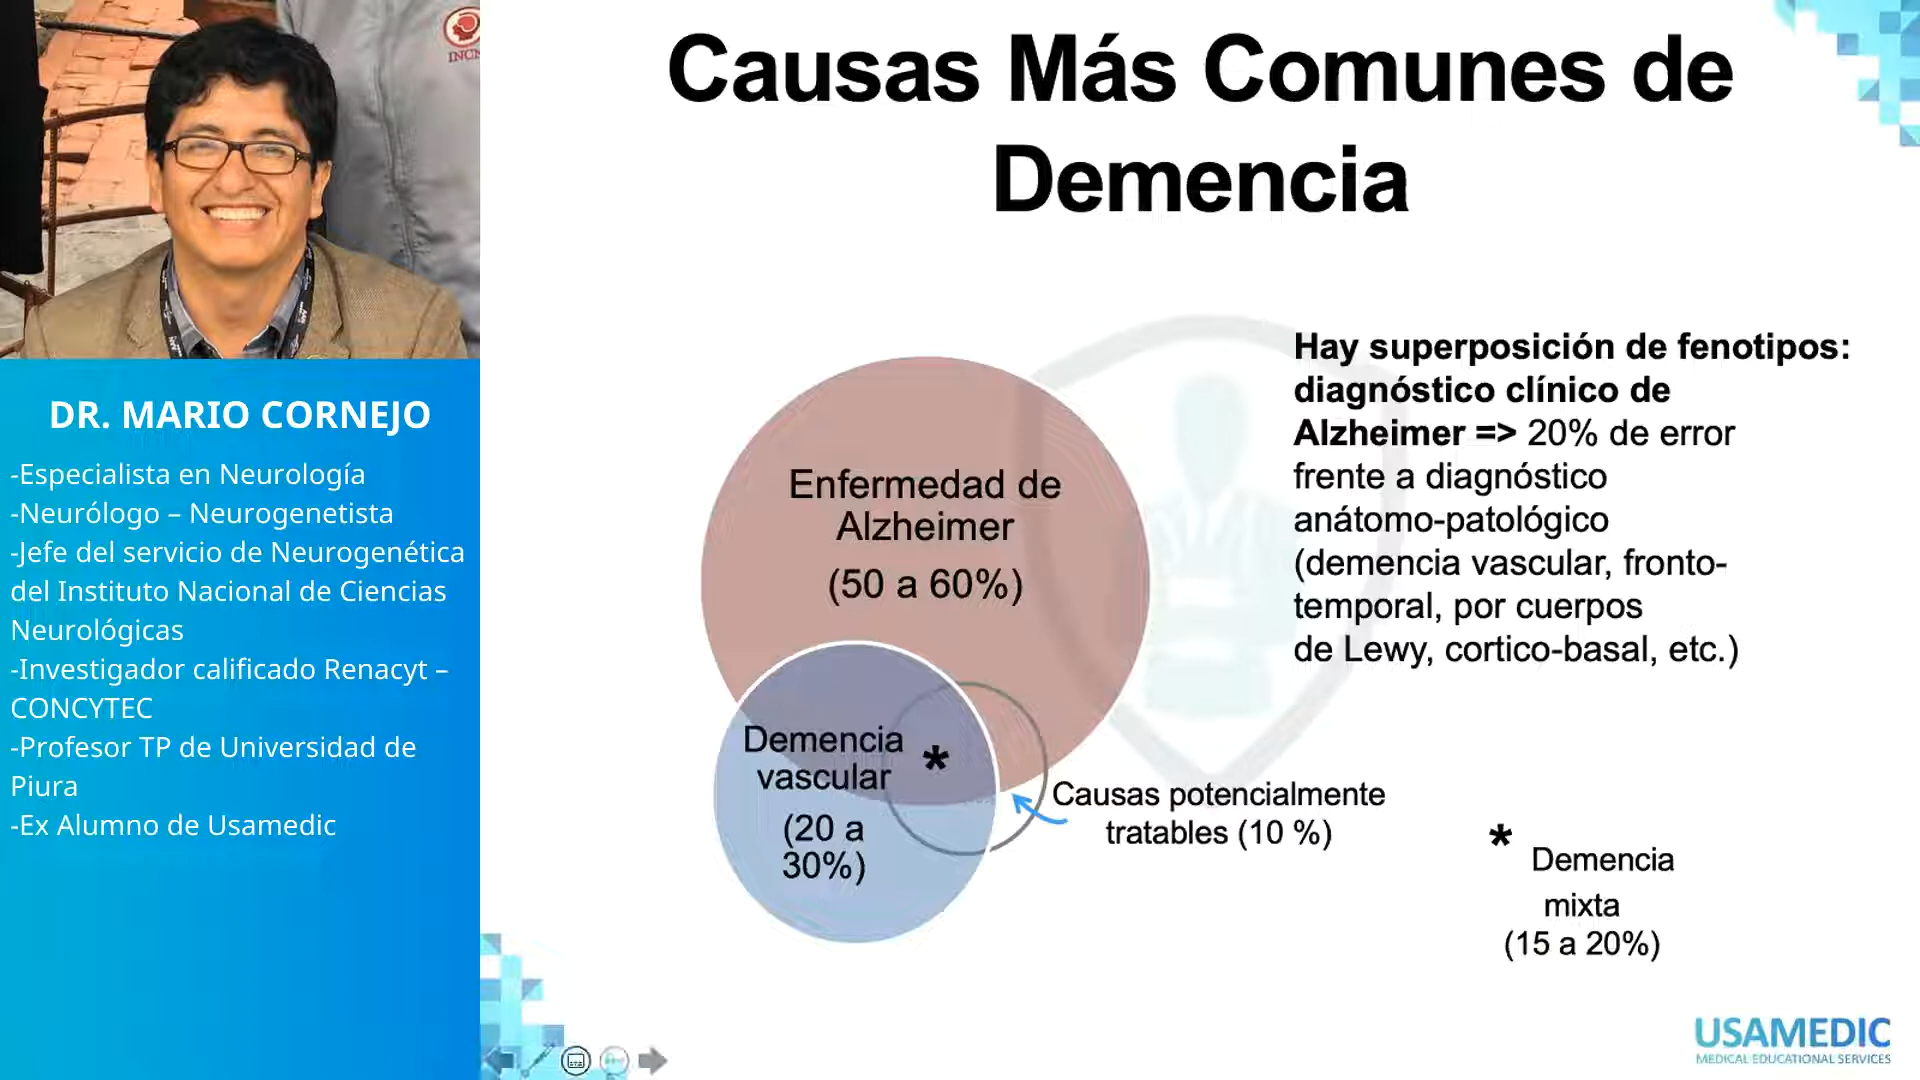 INCN
DR. MARIO CORNEJO
-Especialista en Neurología
-Neurólogo – Neurogenetista
-Jefe del servicio de Neurogenética
del Instituto Nacional de Ciencias
Neurológicas
-Investigador calificado Renacyt –
CONCYTEC
-Profesor TP de Universidad de
Piura
-Ex Alumno de Usamedic
Causas Más Comunes de
Demencia
Enfermedad de
Alzheimer
(50 a 60%)
Demencia
vascular
*
(20 a
30%)
Causas potencialmente
tratables (10 %)
Hay superposición de fenotipos:
diagnóstico clínico de
Alzheimer => 20% de error
frente a diagnóstico
anátomo-patológico
(demencia vascular, fronto-
temporal, por cuerpos
de Lewy, cortico-basal, etc.)
* Demencia
mixta
(15 a 20%)
USAMEDIC
MEDICAL EDUCATIONAL SERVICES